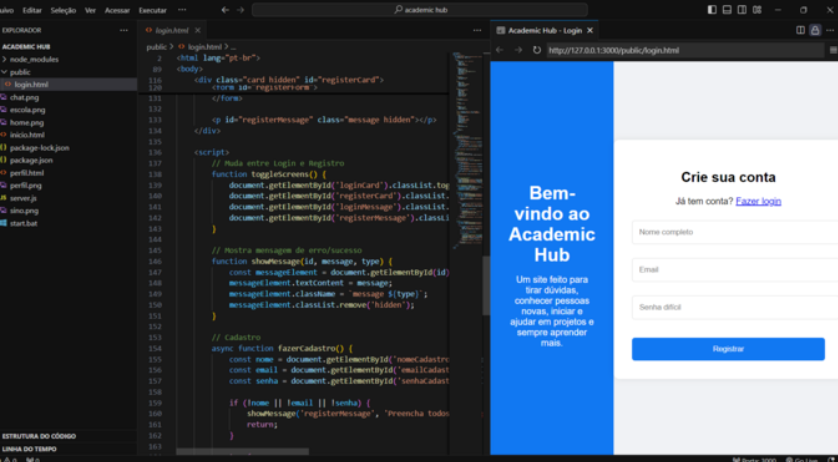 uivo Editar Seleção Ver Acessar Executar ···
academic hub
EXPLORADOR ···
ACADEMIC HUB
node_modules
public
login.html
chat.png
escola.png
home.png
inicio.html
package-lock.json
package.json
perfil.html
perfil.png
server.js
sino.png
start.bat
ESTRUTURA DO CÓDIGO
LINHA DO TEMPO
login.html
public > login.html > ...
2 <html lang="pt-br">
89 <body>
116 <div class="card hidden" id="registerCard">
120 <form id="registerForm">
131 </form>
132
133 <p id="registerMessage" class="message hidden"></p>
134 </div>
135
136 <script>
137 // Muda entre Login e Registro
138 function toggleScreens() {
139 document.getElementById('loginCard').classList.tog
140 document.getElementById('registerCard').classList.
141 document.getElementById('loginMessage').classList.
142 document.getElementById('registerMessage').classLi
143 }
144
145 // Mostra mensagem de erro/sucesso
146 function showMessage(id, message, type) {
147 const messageElement = document.getElementById(id)
148 messageElement.textContent = message;
149 messageElement.className = `message ${type}`;
150 messageElement.classList.remove('hidden');
151 }
152
153 // Cadastro
154 async function fazerCadastro() {
155 const nome = document.getElementById('nomeCadastro
156 const email = document.getElementById('emailCadast
157 const senha = document.getElementById('senhaCadast
158
159 if (!nome || !email || !senha) {
160 showMessage('registerMessage', 'Preencha todos
161 return;
162 }
163
Academic Hub - Login
http://127.0.0.1:3000/public/login.html
Bem-
vindo ao
Academic
Hub
Um site feito para
tirar dúvidas,
conhecer pessoas
novas, iniciar e
ajudar em projetos e
sempre aprender
mais.
Crie sua conta
Já tem conta? Fazer login
Nome completo
Email
Senha difícil
Registrar